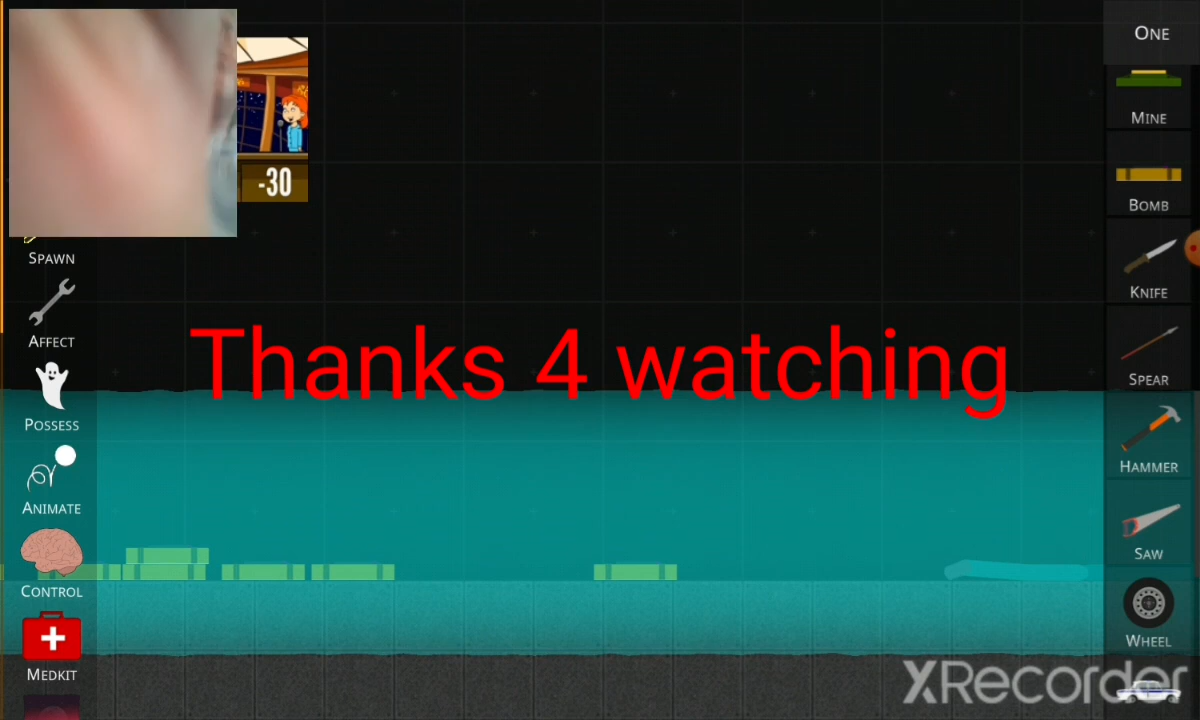 ONE
-30
MINE
BOMB
SPAWN
KNIFE
AFFECT
Thanks 4 watching
SPEAR
POSSESS
HAMMER
ANIMATE
SAW
CONTROL
WHEEL
MEDKIT
XRecorder